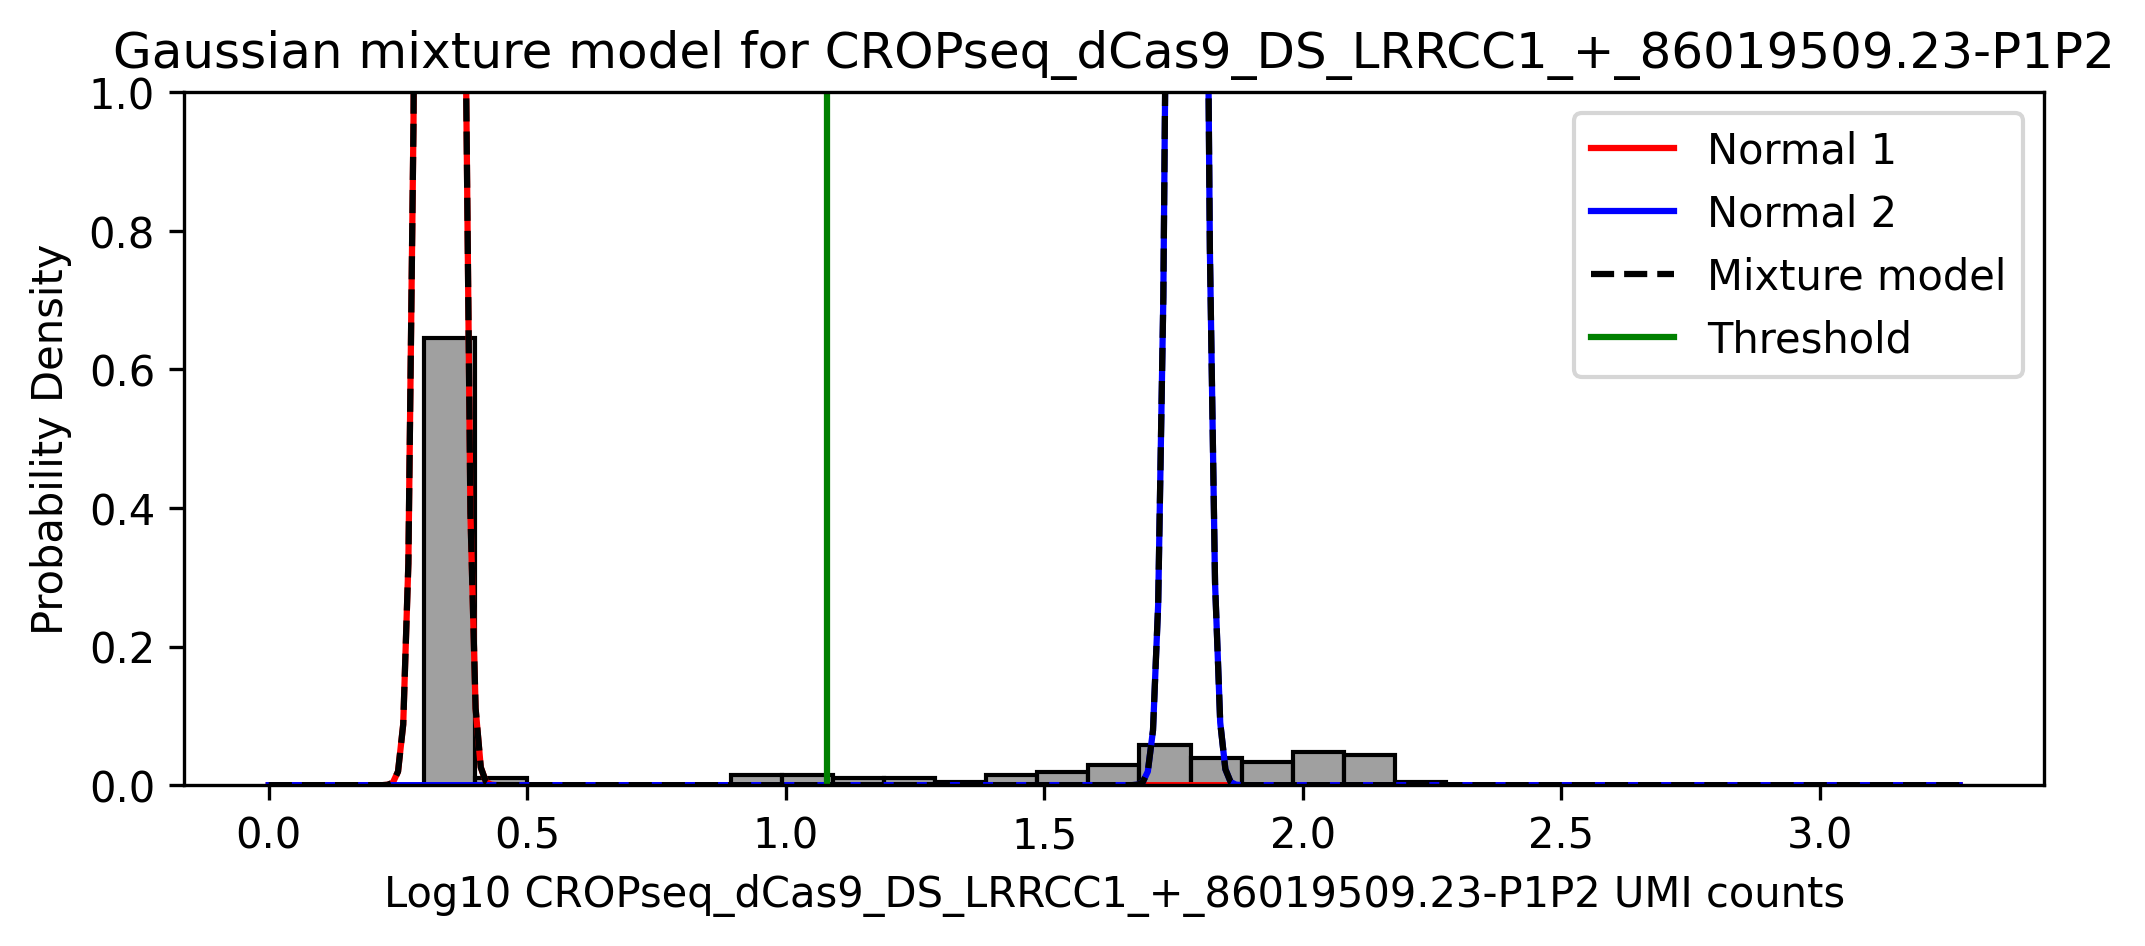 Gaussian mixture model for CROPseq_dCas9_DS_LRRCC1_+_86019509.23-P1P2
1.0
0.8
0.6
0.4
0.2
0.0
Probability Density
Normal 1
Normal 2
Mixture model
Threshold
0.0 0.5 1.0 1.5 2.0 2.5 3.0
Log10 CROPseq_dCas9_DS_LRRCC1_+_86019509.23-P1P2 UMI counts